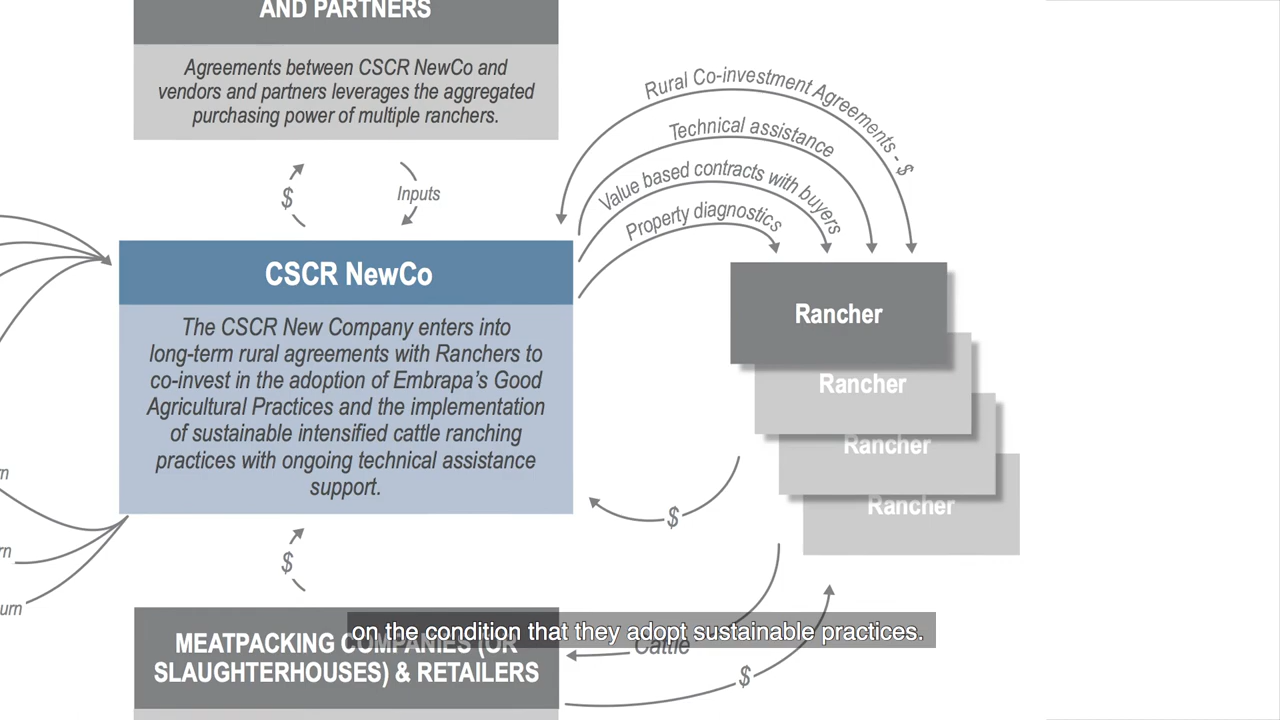 AND PARTNERS
Agreements between CSCR NewCo and
vendors and partners leverages the aggregated
purchasing power of multiple ranchers.
$
Inputs
Rural Co-investment Agreements - $
Technical assistance
Value based contracts with buyers
Property diagnostics
CSCR NewCo
The CSCR New Company enters into
long-term rural agreements with Ranchers to
co-invest in the adoption of Embrapa's Good
Agricultural Practices and the implementation
of sustainable intensified cattle ranching
practices with ongoing technical assistance
support.
Rancher
Rancher
Rancher
Rancher
$
$
MEATPACKING COMPANIES (OR
SLAUGHTERHOUSES) & RETAILERS
on the condition that they adopt sustainable practices.
Cattle
$